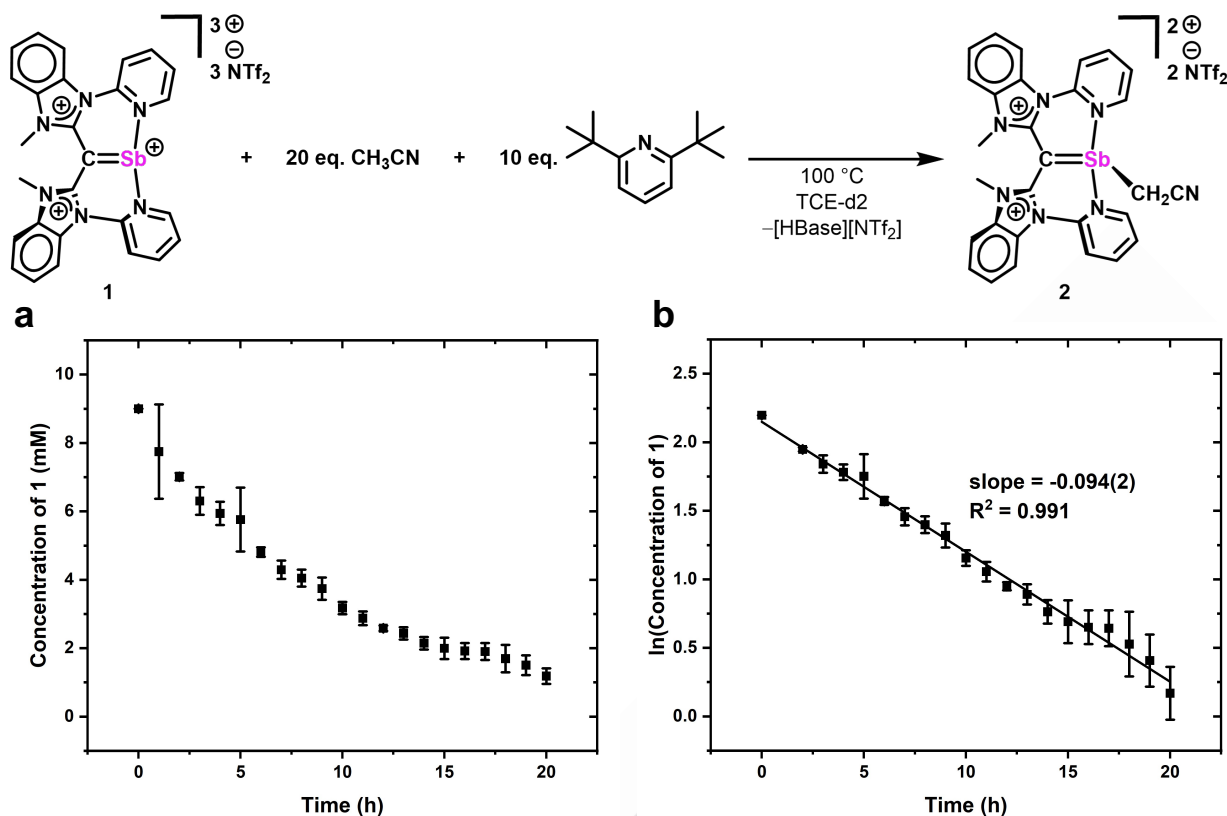 3 ⊕
⊖
3 NTf2
N
N
N
⊕
C
Sb
⊕
N
N
⊕
N
1
+
20 eq. CH3CN
+
10 eq.
N
100 °C
TCE-d2
–[HBase][NTf2]
2 ⊕
⊖
2 NTf2
N
N
N
⊕
C
Sb
CH2CN
N
N
⊕
N
2
a
Concentration of 1 (mM)
10
8
6
4
2
0
0 5 10 15 20
Time (h)
b
ln(Concentration of 1)
2.5
2.0
1.5
1.0
0.5
0.0
slope = -0.094(2)
R2 = 0.991
0 5 10 15 20
Time (h)